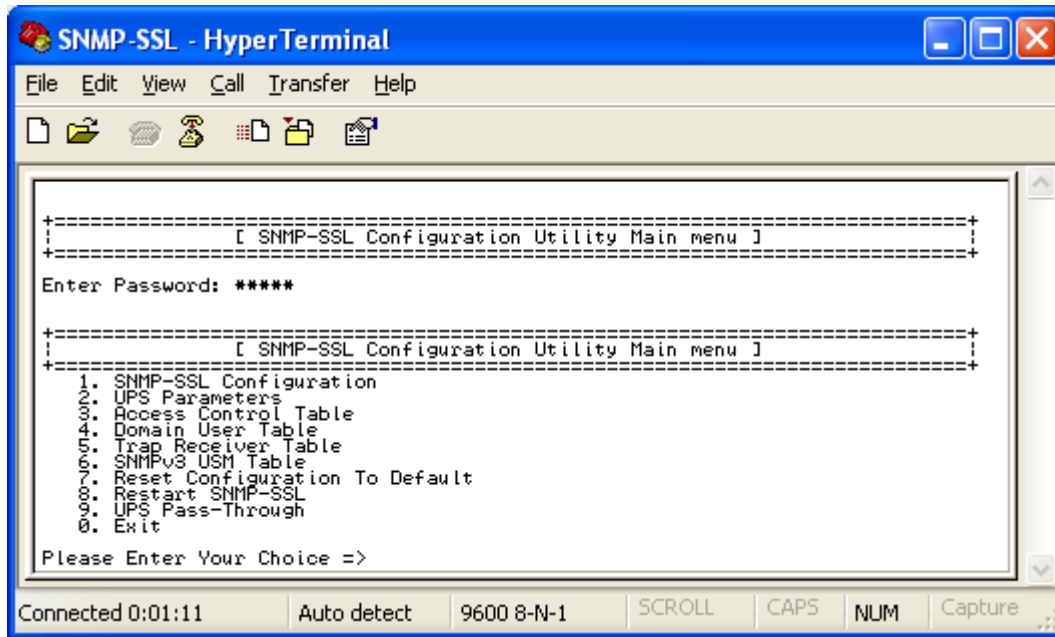 SNMP-SSL - HyperTerminal
File Edit View Call Transfer Help
+============================================================================+
¦ [ SNMP-SSL Configuration Utility Main menu ] ¦
+============================================================================+
Enter Password: *****
+============================================================================+
¦ [ SNMP-SSL Configuration Utility Main menu ] ¦
+============================================================================+
1. SNMP-SSL Configuration
2. UPS Parameters
3. Access Control Table
4. Domain User Table
5. Trap Receiver Table
6. SNMPv3 USM Table
7. Reset Configuration To Default
8. Restart SNMP-SSL
9. UPS Pass-Through
0. Exit
Please Enter Your Choice =>
Connected 0:01:11 Auto detect 9600 8-N-1 SCROLL CAPS NUM Capture